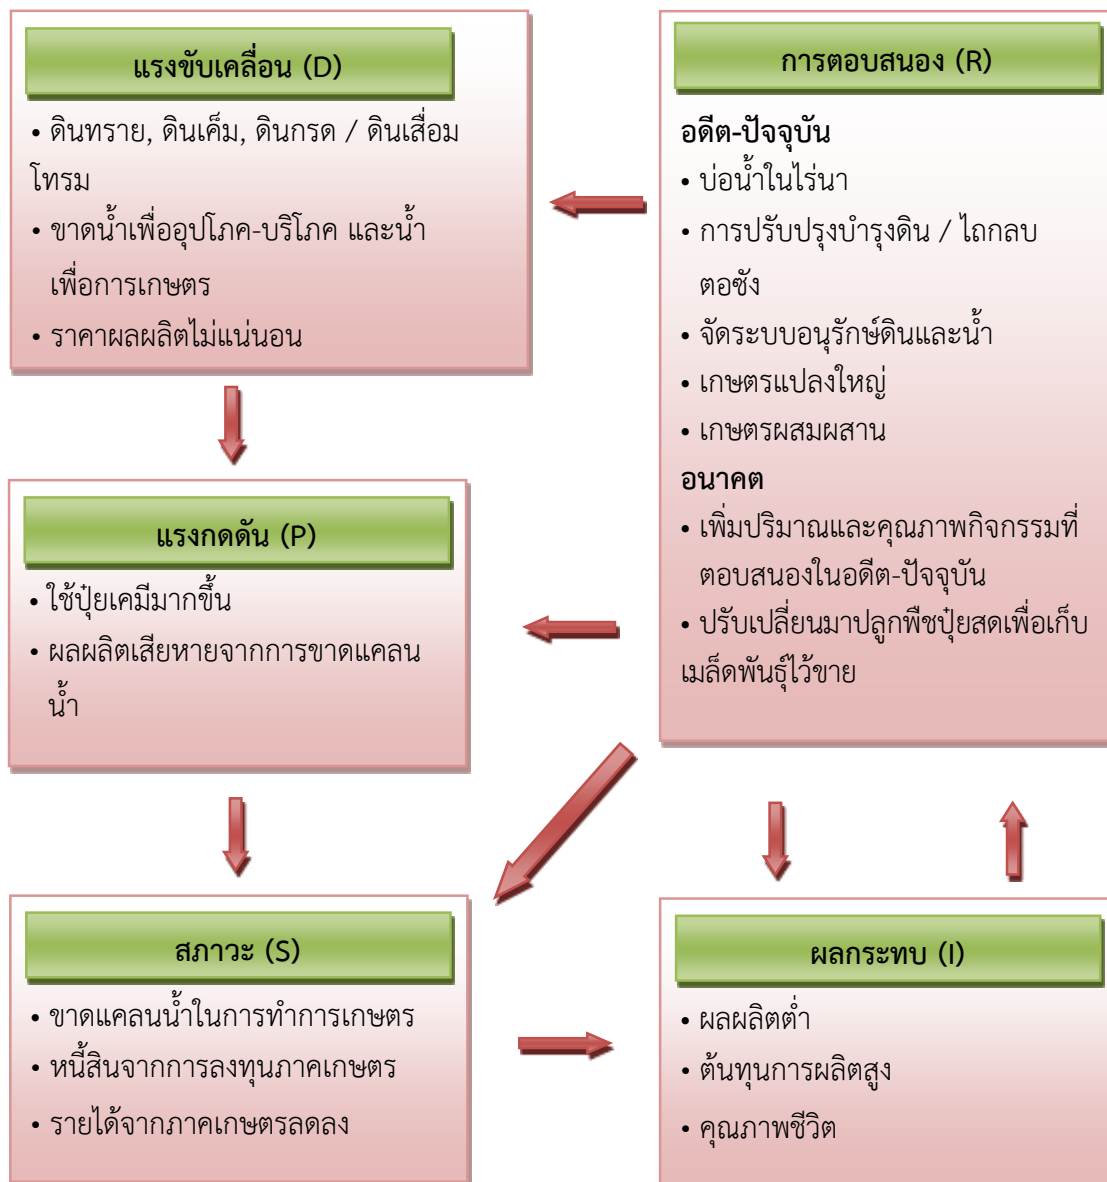 แรงขับเคลื่อน (D)
• ดินทราย, ดินเค็ม, ดินกรด / ดินเสื่อม
โทรม
• ขาดน้ำเพื่ออุปโภค-บริโภค และน้ำ
เพื่อการเกษตร
• ราคาผลผลิตไม่แน่นอน
แรงกดดัน (P)
• ใช้ปุ๋ยเคมีมากขึ้น
• ผลผลิตเสียหายจากการขาดแคลน
น้ำ
สภาวะ (S)
• ขาดแคลนน้ำในการทำการเกษตร
• หนี้สินจากการลงทุนภาคเกษตร
• รายได้จากภาคเกษตรลดลง
การตอบสนอง (R)
อดีต-ปัจจุบัน
• บ่อน้ำในไร่นา
• การปรับปรุงบำรุงดิน / ไถกลบ
ตอซัง
• จัดระบบอนุรักษ์ดินและน้ำ
• เกษตรแปลงใหญ่
• เกษตรผสมผสาน
อนาคต
• เพิ่มปริมาณและคุณภาพกิจกรรมที่
ตอบสนองในอดีต-ปัจจุบัน
• ปรับเปลี่ยนมาปลูกพืชปุ๋ยสดเพื่อเก็บ
เมล็ดพันธุ์ไว้ขาย
ผลกระทบ (I)
• ผลผลิตต่ำ
• ต้นทุนการผลิตสูง
• คุณภาพชีวิต